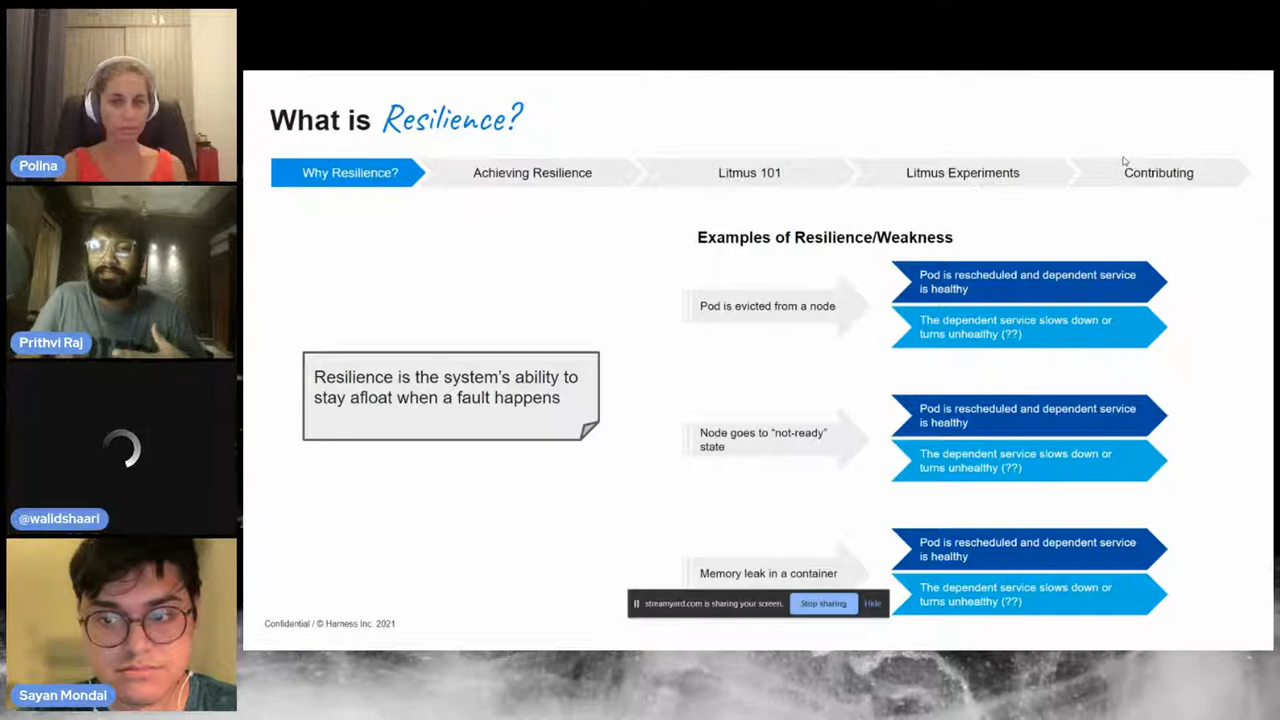 What is Resilience?
Why Resilience?
Achieving Resilience
Litmus 101
Litmus Experiments
Contributing
Examples of Resilience/Weakness
Pod is evicted from a node
Pod is rescheduled and dependent service
is healthy
The dependent service slows down or
turns unhealthy (??)
Resilience is the system's ability to
stay afloat when a fault happens
Node goes to "not-ready"
state
Pod is rescheduled and dependent service
is healthy
The dependent service slows down or
turns unhealthy (??)
Memory leak in a container
Pod is rescheduled and dependent service
is healthy
The dependent service slows down or
turns unhealthy (??)
streamyard.com is sharing your screen.
Stop sharing
Hide
Confidential / © Harness Inc. 2021
Polina
Prithvi Raj
@walidshaari
Sayan Mondal